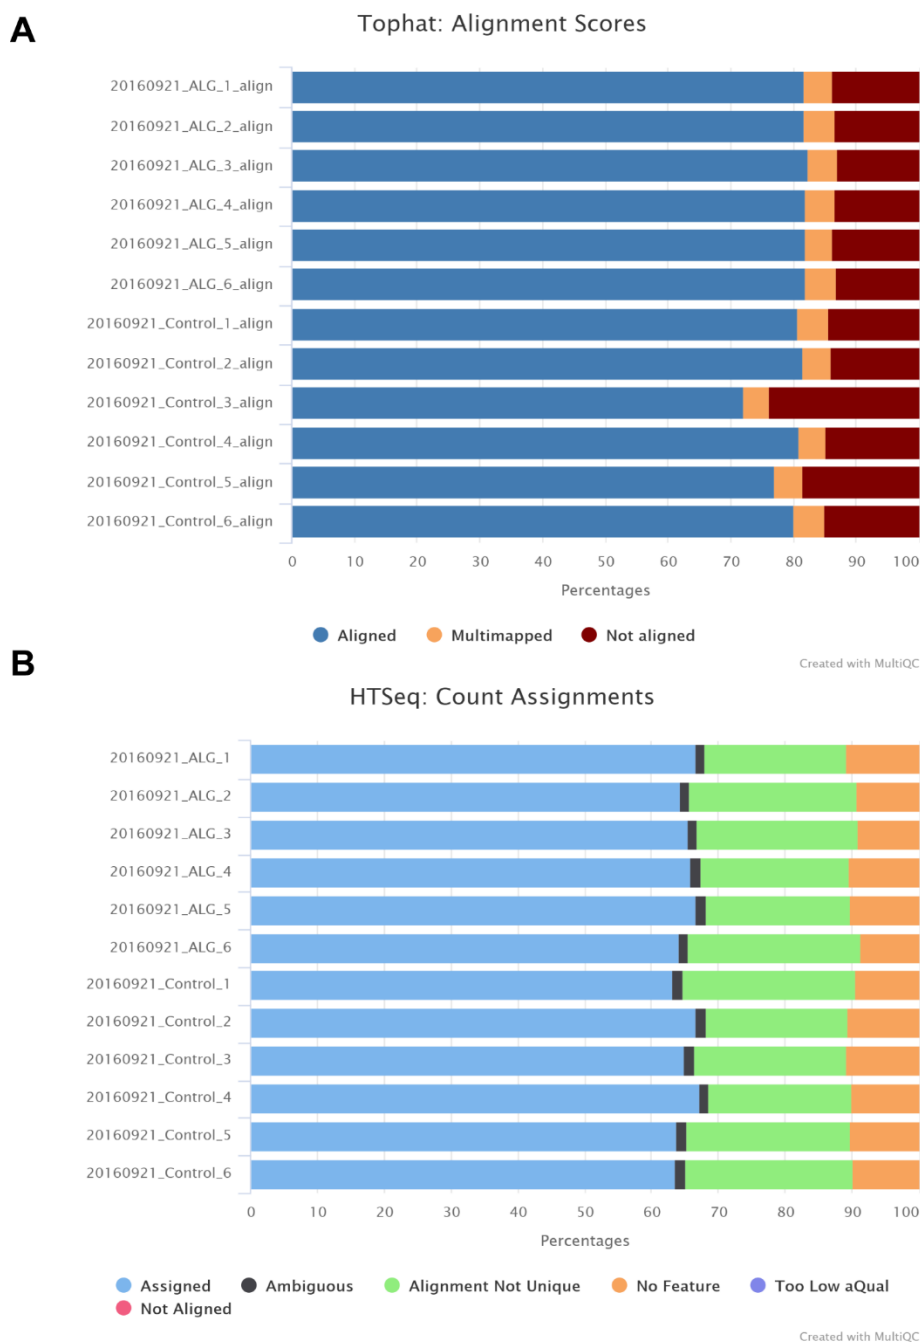 A
Tophat: Alignment Scores
20160921_ALG_1_align
20160921_ALG_2_align
20160921_ALG_3_align
20160921_ALG_4_align
20160921_ALG_5_align
20160921_ALG_6_align
20160921_Control_1_align
20160921_Control_2_align
20160921_Control_3_align
20160921_Control_4_align
20160921_Control_5_align
20160921_Control_6_align
0 10 20 30 40 50 60 70 80 90 100
Percentages
Aligned Multimapped Not aligned
Created with MultiQC
B
HTSeq: Count Assignments
20160921_ALG_1
20160921_ALG_2
20160921_ALG_3
20160921_ALG_4
20160921_ALG_5
20160921_ALG_6
20160921_Control_1
20160921_Control_2
20160921_Control_3
20160921_Control_4
20160921_Control_5
20160921_Control_6
0 10 20 30 40 50 60 70 80 90 100
Percentages
Assigned Ambiguous Alignment Not Unique No Feature Too Low aQual
Not Aligned
Created with MultiQC